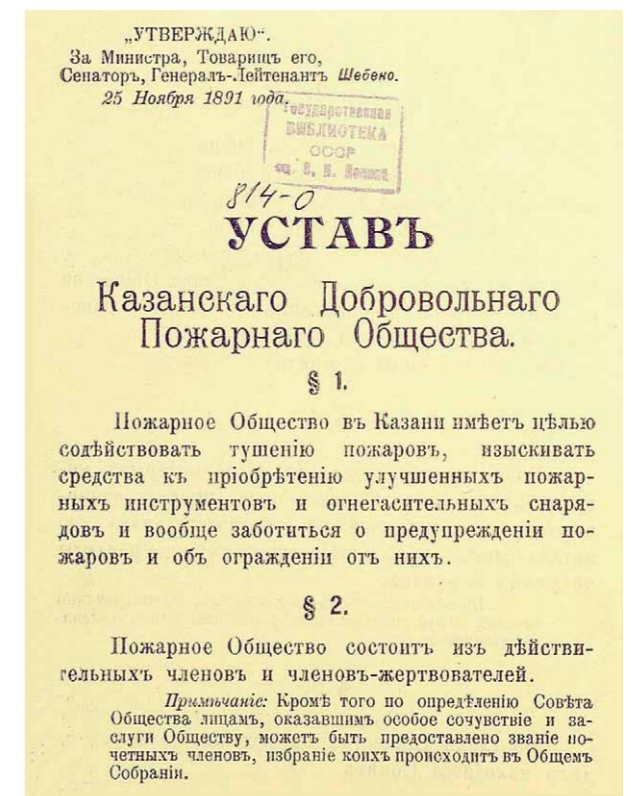 „УТВЕРЖДАЮ“.
За Министра, Товарищъ его,
Сенаторъ, Генералъ-Лейтенантъ Шебеко.
25 Ноября 1891 года.
Государственная
БИБЛИОТЕКА
СССР
им. В. И. Ленина
814-0
УСТАВЪ
Казанскаго Добровольнаго
Пожарнаго Общества.
§ 1.
Пожарное Общество въ Казани имѣетъ цѣлью
содѣйствовать тушенію пожаровъ, изыскивать
средства къ пріобрѣтенію улучшенныхъ пожар-
ныхъ инструментовъ и огнегасительныхъ снаря-
довъ и вообще заботиться о предупрежденіи по-
жаровъ и объ огражденіи отъ нихъ.
§ 2.
Пожарное Общество состоитъ изъ дѣйстви-
тельныхъ членовъ и членовъ-жертвователей.
Примѣчаніе: Кромѣ того по опредѣленію Совѣта
Общества лицамъ, оказавшимъ особое сочувствіе и за-
слуги Обществу, можетъ быть предоставлено званіе по-
четныхъ членовъ, избраніе коихъ происходитъ въ Общемъ
Собраніи.